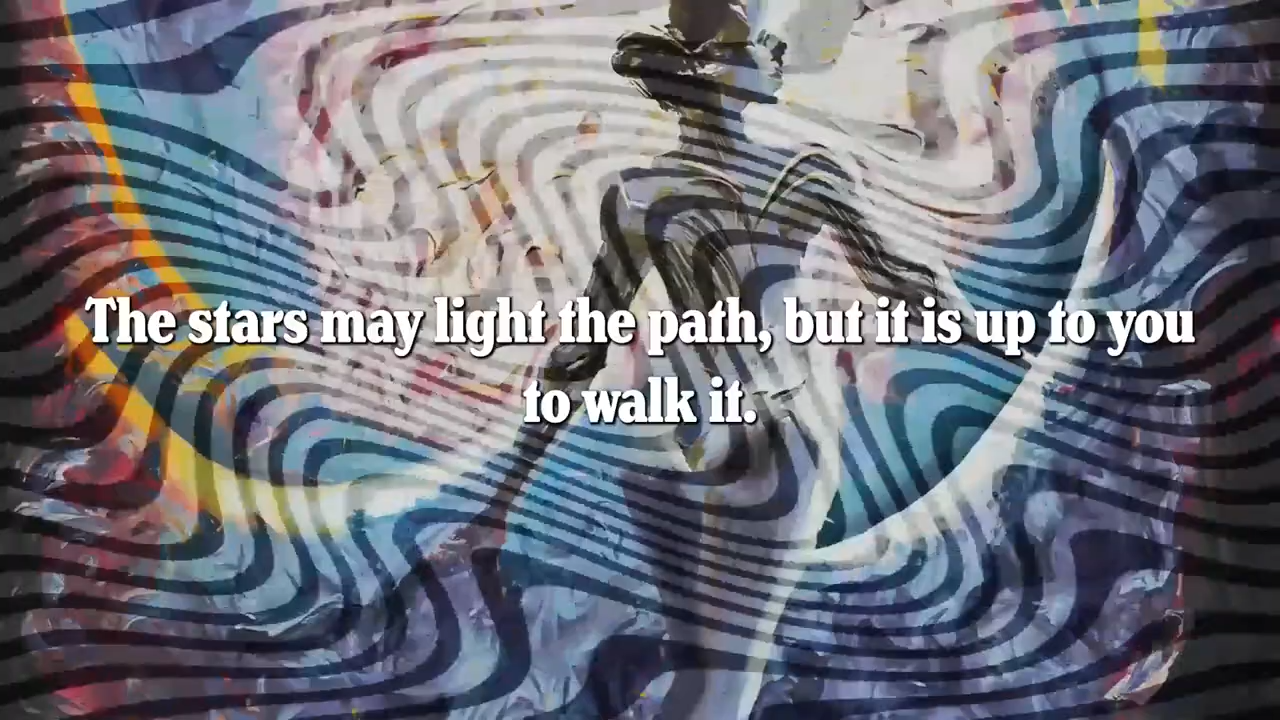 The stars may light the path, but it is up to you
to walk it.